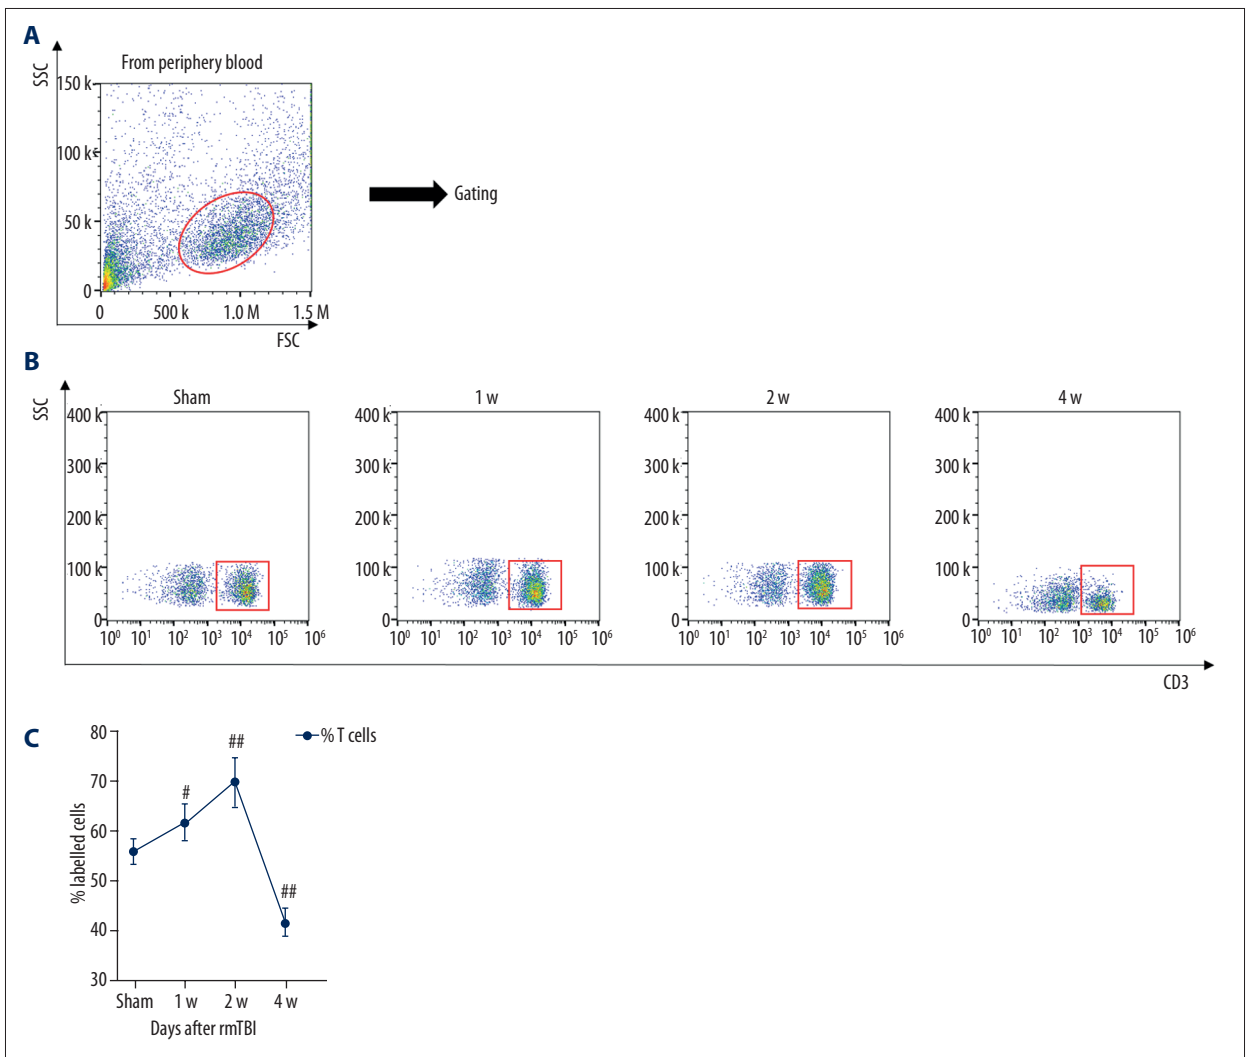 A
From periphery blood
SSC
150 k
100 k
50 k
0
0 500 k 1.0 M 1.5 M
FSC
Gating
B
SSC
Sham
400 k
300 k
200 k
100 k
0
10⁰ 10¹ 10² 10³ 10⁴ 10⁵ 10⁶
1 w
400 k
300 k
200 k
100 k
0
10⁰ 10¹ 10² 10³ 10⁴ 10⁵ 10⁶
2 w
400 k
300 k
200 k
100 k
0
10⁰ 10¹ 10² 10³ 10⁴ 10⁵ 10⁶
4 w
400 k
300 k
200 k
100 k
0
10⁰ 10¹ 10² 10³ 10⁴ 10⁵ 10⁶
CD3
C
% T cells
% labelled cells
80
70
60
50
40
30
#
##
##
Sham 1 w 2 w 4 w
Days after rmTBI